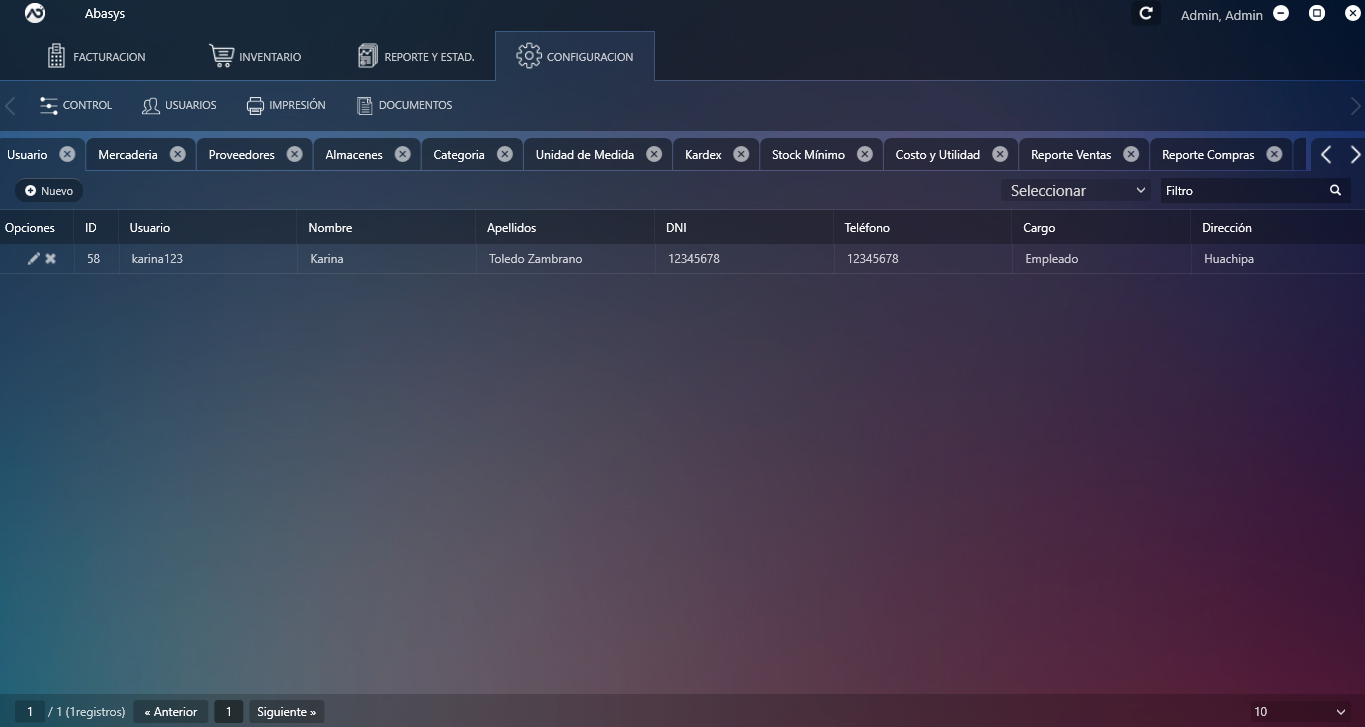 Abasys
Admin, Admin
FACTURACION INVENTARIO REPORTE Y ESTAD. CONFIGURACION
CONTROL USUARIOS IMPRESIÓN DOCUMENTOS
Usuario Mercaderia Proveedores Almacenes Categoria Unidad de Medida Kardex Stock Mínimo Costo y Utilidad Reporte Ventas Reporte Compras
Nuevo Seleccionar Filtro
Opciones ID Usuario Nombre Apellidos DNI Teléfono Cargo Dirección
58 karina123 Karina Toledo Zambrano 12345678 12345678 Empleado Huachipa
1 / 1 (1registros) « Anterior 1 Siguiente » 10